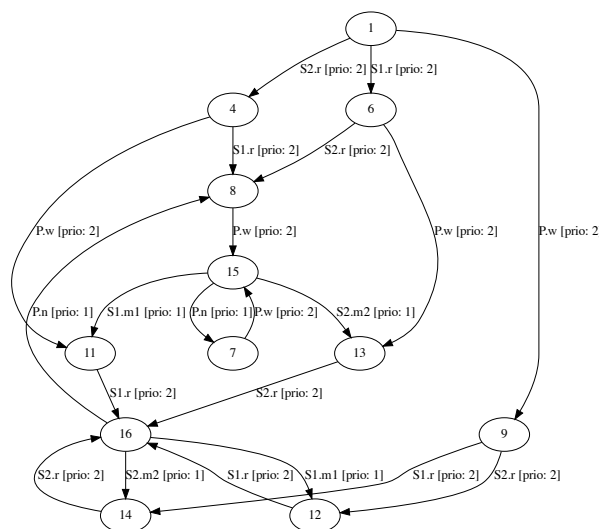 1
S2.r [prio: 2]
S1.r [prio: 2]
4
6
S1.r [prio: 2]
S2.r [prio: 2]
8
P.w [prio: 2]
P.w [prio: 2]
P.w [prio: 2]
P.w [prio: 2
15
P.n [prio: 1]
S1.m1 [prio: 1]
P.n [prio: 1]
P.w [prio: 2]
S2.m2 [prio: 1]
11
7
13
S1.r [prio: 2]
S2.r [prio: 2]
16
9
S2.r [prio: 2]
S2.m2 [prio: 1]
S1.r [prio: 2]
S1.m1 [prio: 1]
S1.r [prio: 2]
S2.r [prio: 2]
14
12